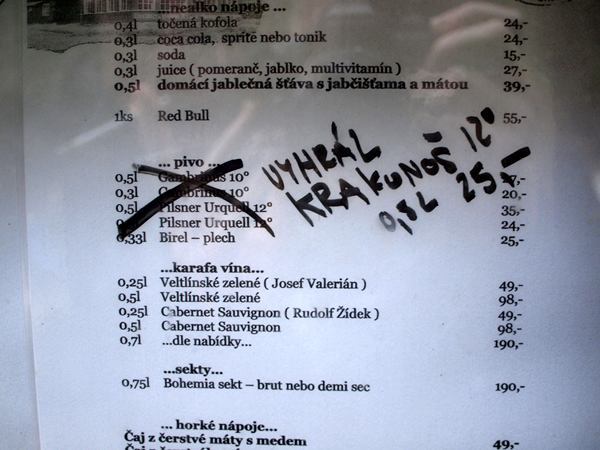 ...nealko nápoje ...
0,4l točená kofola 24,-
0,3l coca cola, sprite nebo tonik 24,-
0,3l soda 15,-
0,3l juice ( pomeranč, jablko, multivitamín ) 27,-
0,5l domácí jablečná šťáva s jabčišťama a mátou 39,-
1ks Red Bull 55,-
... pivo ...
0,5l Gambrinus 10° 27,-
0,3l Gambrinus 10° 20,-
0,5l Pilsner Urquell 12° 35,-
Pilsner Urquell 12° 24,-
0,33l Birel – plech 25,-
VYHRÁL
KRAKONOŠ 12°
0,5L 25,-
...karafa vína...
0,25l Veltlínské zelené ( Josef Valerián ) 49,-
0,5l Veltlínské zelené 98,-
0,25l Cabernet Sauvignon ( Rudolf Žídek ) 49,-
0,5l Cabernet Sauvignon 98,-
0,7l ...dle nabídky... 190,-
...sekty...
0,75l Bohemia sekt – brut nebo demi sec 190,-
... horké nápoje...
Čaj z čerstvé máty s medem 49,-